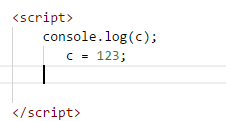 <script>
console.log(c);
c = 123;
</script>